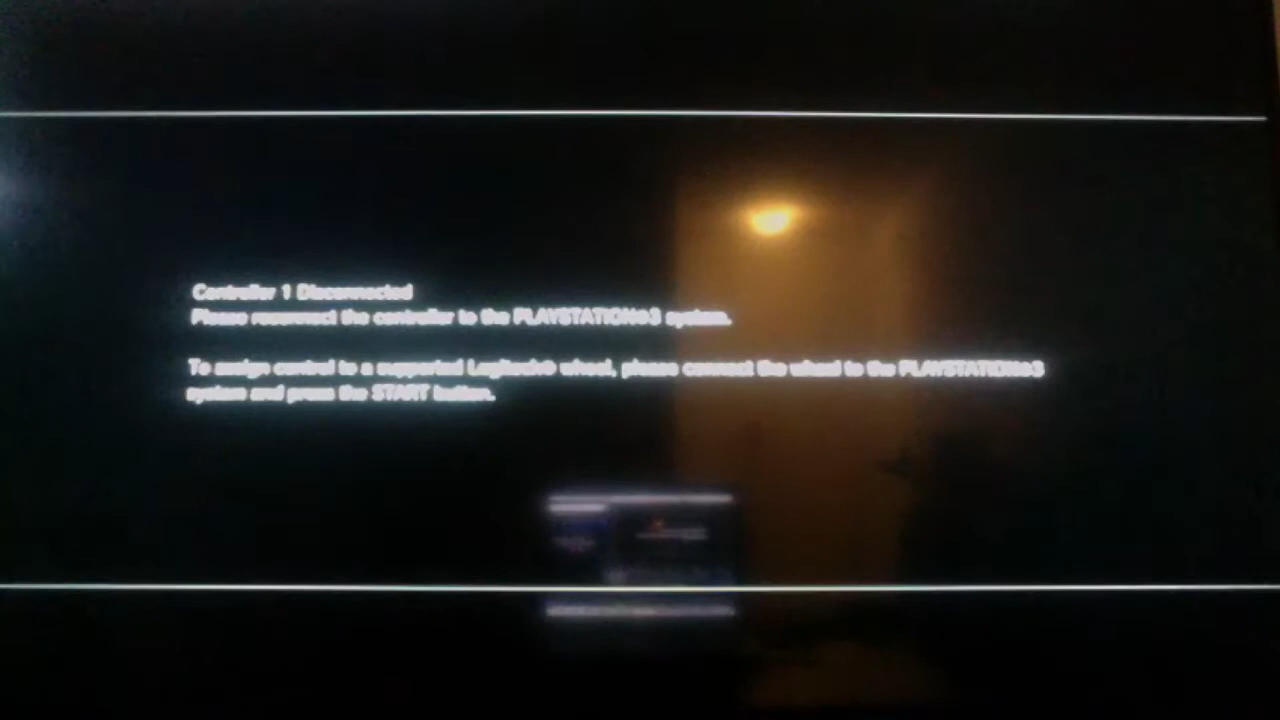 Controller 1 Disconnected
Please reconnect the controller to the PLAYSTATION®3 system.
To assign control to a supported Logitech® wheel, please connect the wheel to the PLAYSTATION®3
system and press the START button.